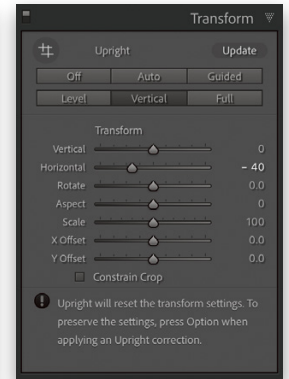 Transform
Upright Update
Off Auto Guided
Level Vertical Full
Transform
Vertical 0
Horizontal - 40
Rotate 0.0
Aspect 0
Scale 100
X Offset 0.0
Y Offset 0.0
Constrain Crop
Upright will reset the transform settings. To
preserve the settings, press Option when
applying an Upright correction.